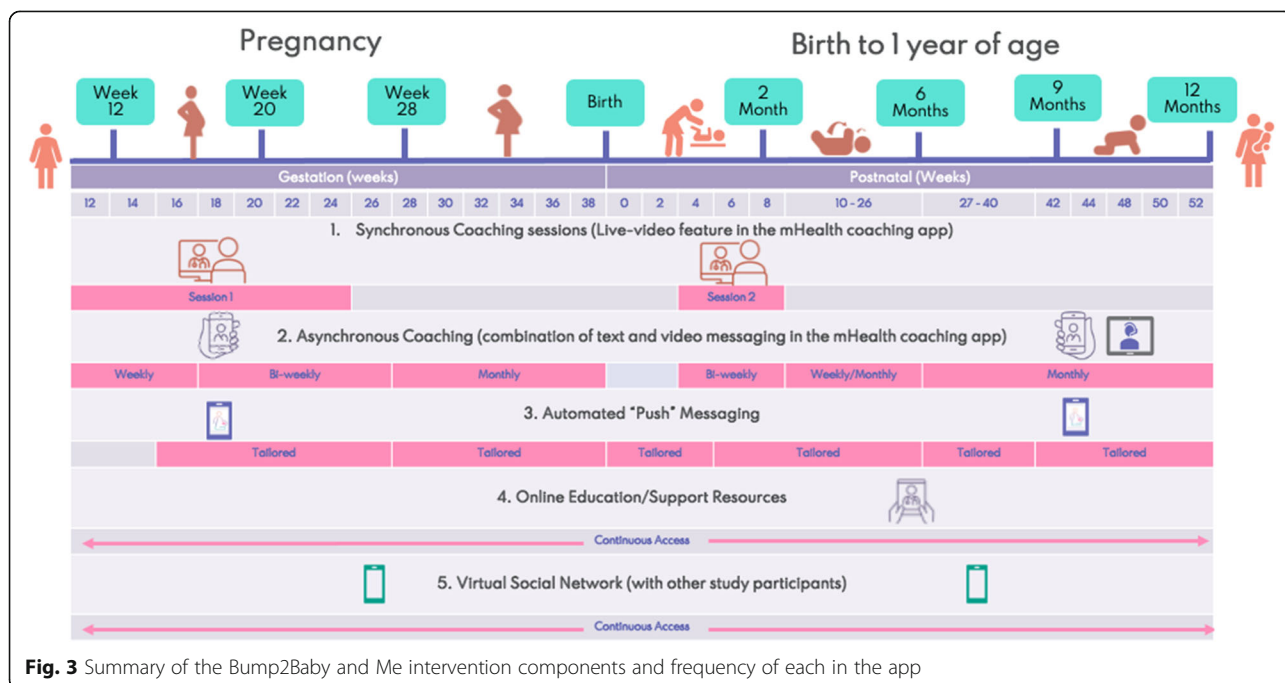 Pregnancy
Birth to 1 year of age
Week
12
Week
20
Week
28
Birth
2
Month
6
Months
9
Months
12
Months
Gestation (weeks)
Postnatal (Weeks)
12 14 16 18 20 22 24 26 28 30 32 34 36 38 0 2 4 6 8 10 - 26 27 - 40 42 44 48 50 52
1. Synchronous Coaching sessions (Live-video feature in the mHealth coaching app)
Session 1
Session 2
2. Asynchronous Coaching (combination of text and video messaging in the mHealth coaching app)
Weekly
Bi-weekly
Monthly
Bi-weekly
Weekly/Monthly
Monthly
3. Automated "Push" Messaging
Tailored
Tailored
Tailored
Tailored
Tailored
Tailored
4. Online Education/Support Resources
Continuous Access
5. Virtual Social Network (with other study participants)
Continuous Access
Fig. 3 Summary of the Bump2Baby and Me intervention components and frequency of each in the app